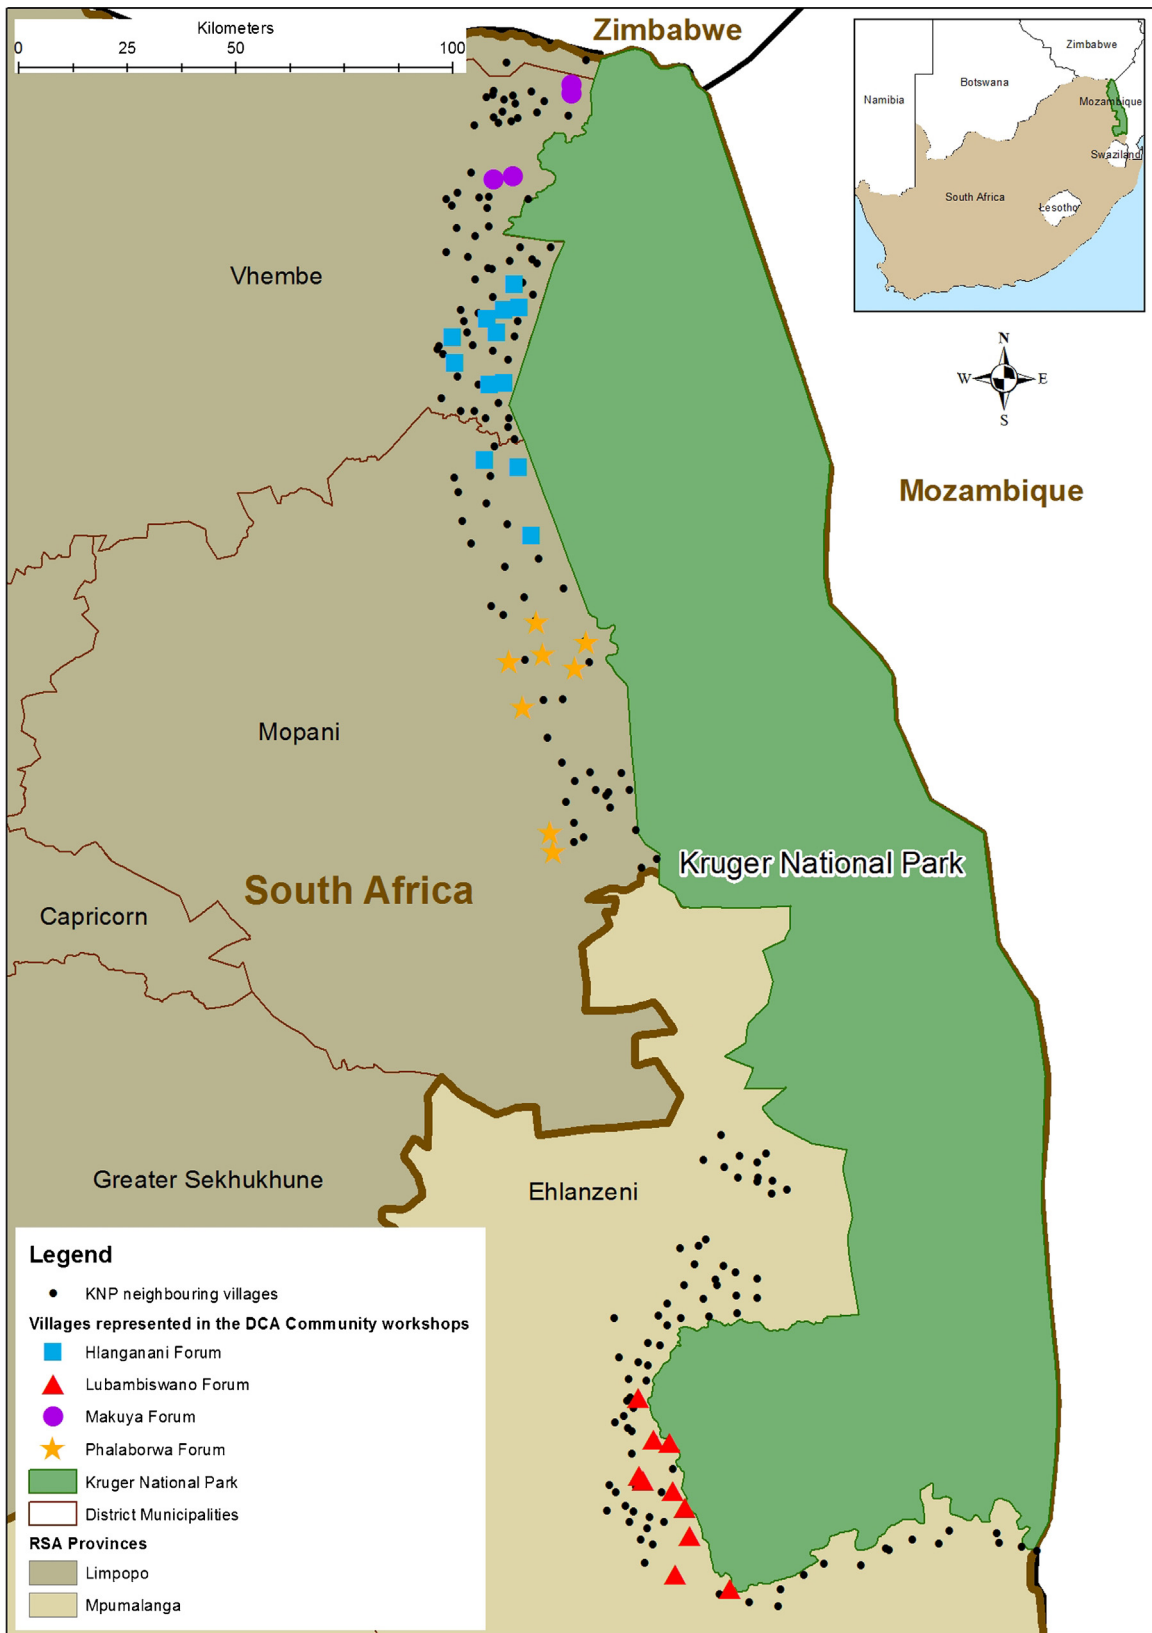 Kilometers
0 25 50 100
Zimbabwe
Zimbabwe
Botswana
Namibia
Mozambique
Swaziland
South Africa
Lesotho
Vhembe
N
W E
S
Mozambique
Mopani
Kruger National Park
South Africa
Capricorn
Greater Sekhukhune
Ehlanzeni
Legend
KNP neighbouring villages
Villages represented in the DCA Community workshops
Hlanganani Forum
Lubambiswano Forum
Makuya Forum
Phalaborwa Forum
Kruger National Park
District Municipalities
RSA Provinces
Limpopo
Mpumalanga